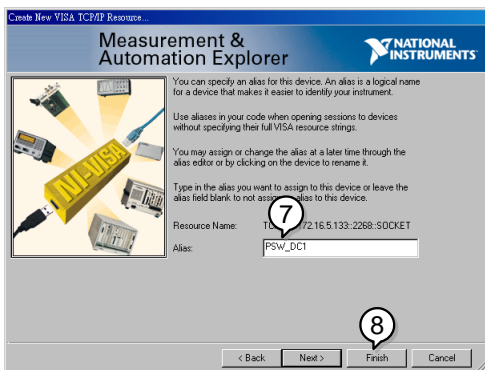 Create New VISA TCP/IP Resource...
Measurement &
Automation Explorer
NATIONAL
INSTRUMENTS
NI-VISA
You can specify an alias for this device. An alias is a logical name
for a device that makes it easier to identify your instrument.
Use aliases in your code when opening sessions to devices
without specifying their full VISA resource strings.
You may assign or change the alias at a later time through the
alias editor or by clicking on the device to rename it.
Type in the alias you want to assign to this device or leave the
alias field blank to not assign alias to this device.
7
Resource Name: 72.16.5.133::2268::SOCKET
Alias: PSW_DC1
8
< Back Next > Finish Cancel